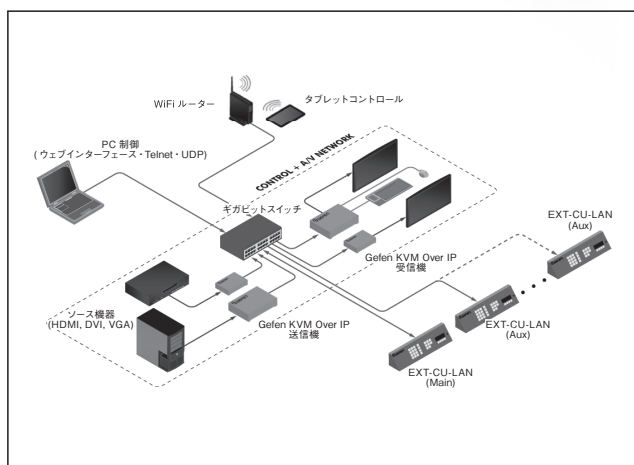 WiFi ルーター
タブレットコントロール
PC 制御
( ウェブインターフェース・Telnet・UDP)
CONTROL + A/V NETWORK
ギガビットスイッチ
EXT-CU-LAN
(Aux)
Gefen KVM Over IP
受信機
ソース機器
(HDMI, DVI, VGA)
Gefen KVM Over IP
送信機
EXT-CU-LAN
(Aux)
EXT-CU-LAN
(Main)